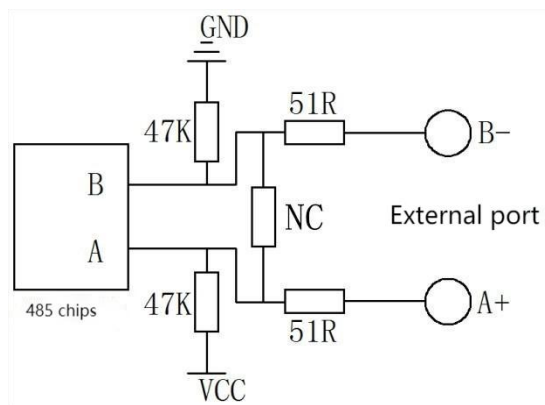 GND
51R
47K
B-
B
NC
External port
A
485 chips
47K
51R
A+
VCC